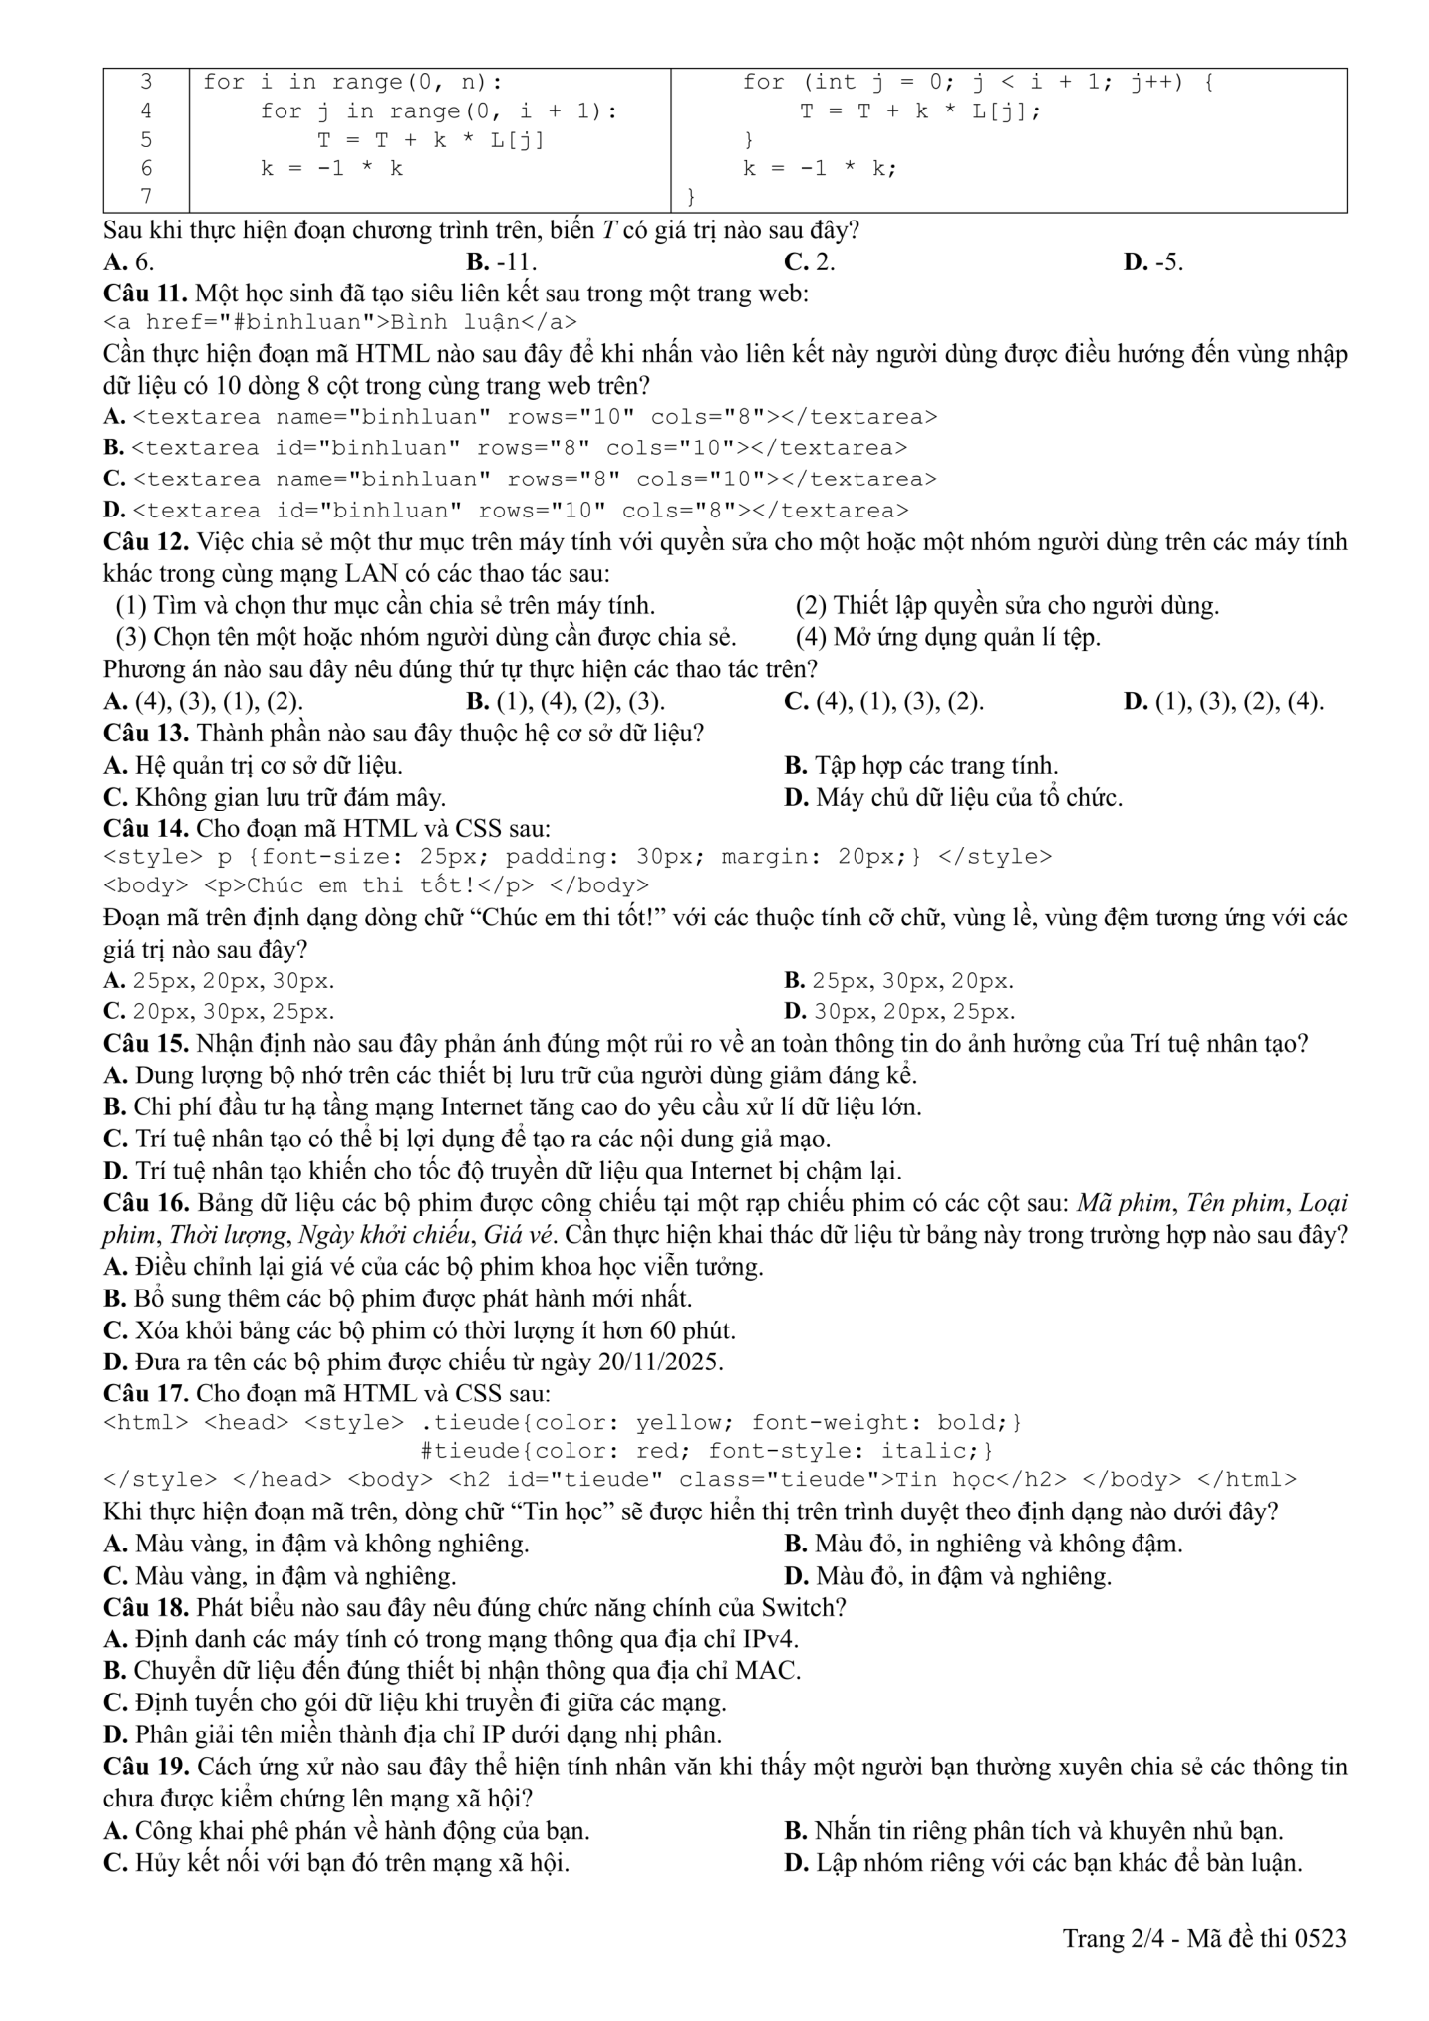 3 for i in range(0, n): for (int j = 0; j < i + 1; j++) {
4 for j in range(0, i + 1): T = T + k * L[j];
5 T = T + k * L[j] }
6 k = -1 * k k = -1 * k;
7 }
Sau khi thực hiện đoạn chương trình trên, biến T có giá trị nào sau đây?
A. 6. B. -11. C. 2. D. -5.
Câu 11. Một học sinh đã tạo siêu liên kết sau trong một trang web:
<a href="#binhluan">Bình luận</a>
Cần thực hiện đoạn mã HTML nào sau đây để khi nhấn vào liên kết này người dùng được điều hướng đến vùng nhập
dữ liệu có 10 dòng 8 cột trong cùng trang web trên?
A. <textarea name="binhluan" rows="10" cols="8"></textarea>
B. <textarea id="binhluan" rows="8" cols="10"></textarea>
C. <textarea name="binhluan" rows="8" cols="10"></textarea>
D. <textarea id="binhluan" rows="10" cols="8"></textarea>
Câu 12. Việc chia sẻ một thư mục trên máy tính với quyền sửa cho một hoặc một nhóm người dùng trên các máy tính
khác trong cùng mạng LAN có các thao tác sau:
(1) Tìm và chọn thư mục cần chia sẻ trên máy tính. (2) Thiết lập quyền sửa cho người dùng.
(3) Chọn tên một hoặc nhóm người dùng cần được chia sẻ. (4) Mở ứng dụng quản lí tệp.
Phương án nào sau đây nêu đúng thứ tự thực hiện các thao tác trên?
A. (4), (3), (1), (2). B. (1), (4), (2), (3). C. (4), (1), (3), (2). D. (1), (3), (2), (4).
Câu 13. Thành phần nào sau đây thuộc hệ cơ sở dữ liệu?
A. Hệ quản trị cơ sở dữ liệu. B. Tập hợp các trang tính.
C. Không gian lưu trữ đám mây. D. Máy chủ dữ liệu của tổ chức.
Câu 14. Cho đoạn mã HTML và CSS sau:
<style> p {font-size: 25px; padding: 30px; margin: 20px;} </style>
<body> <p>Chúc em thi tốt!</p> </body>
Đoạn mã trên định dạng dòng chữ “Chúc em thi tốt!” với các thuộc tính cỡ chữ, vùng lề, vùng đệm tương ứng với các
giá trị nào sau đây?
A. 25px, 20px, 30px. B. 25px, 30px, 20px.
C. 20px, 30px, 25px. D. 30px, 20px, 25px.
Câu 15. Nhận định nào sau đây phản ánh đúng một rủi ro về an toàn thông tin do ảnh hưởng của Trí tuệ nhân tạo?
A. Dung lượng bộ nhớ trên các thiết bị lưu trữ của người dùng giảm đáng kể.
B. Chi phí đầu tư hạ tầng mạng Internet tăng cao do yêu cầu xử lí dữ liệu lớn.
C. Trí tuệ nhân tạo có thể bị lợi dụng để tạo ra các nội dung giả mạo.
D. Trí tuệ nhân tạo khiến cho tốc độ truyền dữ liệu qua Internet bị chậm lại.
Câu 16. Bảng dữ liệu các bộ phim được công chiếu tại một rạp chiếu phim có các cột sau: Mã phim, Tên phim, Loại
phim, Thời lượng, Ngày khởi chiếu, Giá vé. Cần thực hiện khai thác dữ liệu từ bảng này trong trường hợp nào sau đây?
A. Điều chỉnh lại giá vé của các bộ phim khoa học viễn tưởng.
B. Bổ sung thêm các bộ phim được phát hành mới nhất.
C. Xóa khỏi bảng các bộ phim có thời lượng ít hơn 60 phút.
D. Đưa ra tên các bộ phim được chiếu từ ngày 20/11/2025.
Câu 17. Cho đoạn mã HTML và CSS sau:
<html> <head> <style> .tieude{color: yellow; font-weight: bold;}
#tieude{color: red; font-style: italic;}
</style> </head> <body> <h2 id="tieude" class="tieude">Tin học</h2> </body> </html>
Khi thực hiện đoạn mã trên, dòng chữ “Tin học” sẽ được hiển thị trên trình duyệt theo định dạng nào dưới đây?
A. Màu vàng, in đậm và không nghiêng. B. Màu đỏ, in nghiêng và không đậm.
C. Màu vàng, in đậm và nghiêng. D. Màu đỏ, in đậm và nghiêng.
Câu 18. Phát biểu nào sau đây nêu đúng chức năng chính của Switch?
A. Định danh các máy tính có trong mạng thông qua địa chỉ IPv4.
B. Chuyển dữ liệu đến đúng thiết bị nhận thông qua địa chỉ MAC.
C. Định tuyến cho gói dữ liệu khi truyền đi giữa các mạng.
D. Phân giải tên miền thành địa chỉ IP dưới dạng nhị phân.
Câu 19. Cách ứng xử nào sau đây thể hiện tính nhân văn khi thấy một người bạn thường xuyên chia sẻ các thông tin
chưa được kiểm chứng lên mạng xã hội?
A. Công khai phê phán về hành động của bạn. B. Nhắn tin riêng phân tích và khuyên nhủ bạn.
C. Hủy kết nối với bạn đó trên mạng xã hội. D. Lập nhóm riêng với các bạn khác để bàn luận.
Trang 2/4 - Mã đề thi 0523